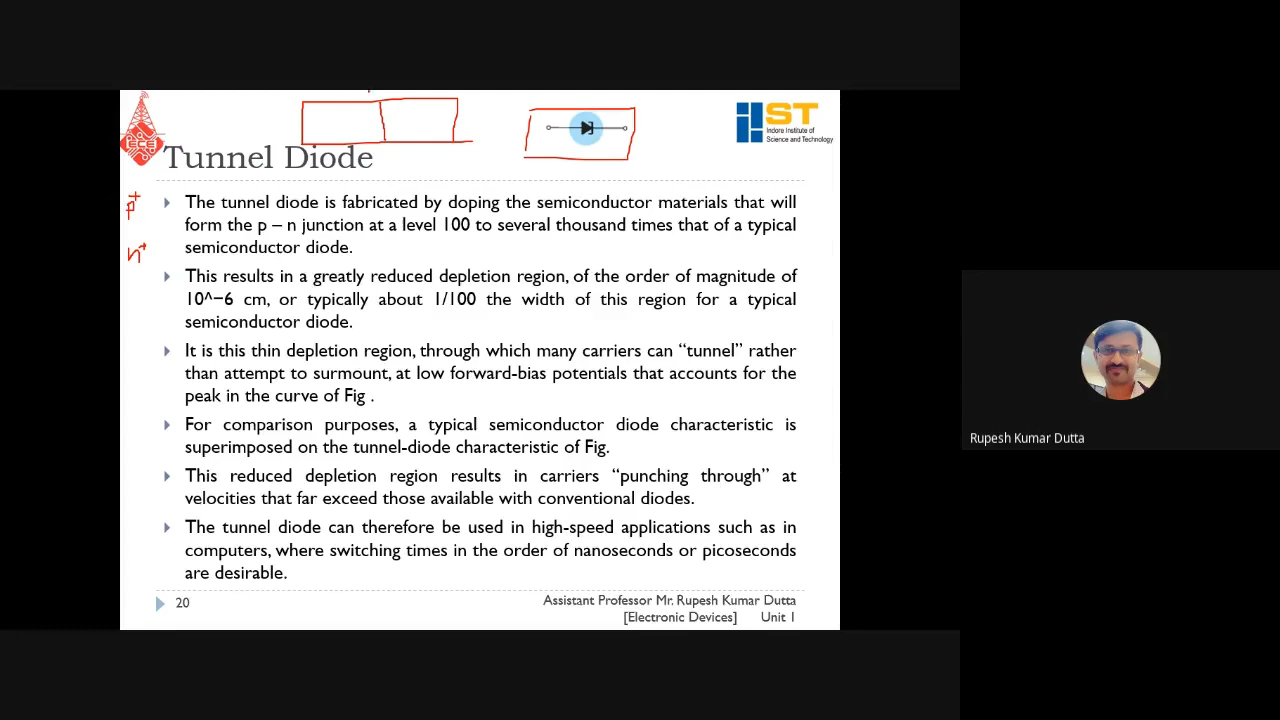 ECE
IST
Indore Institute of
Science and Technology
Tunnel Diode
p+
n+
The tunnel diode is fabricated by doping the semiconductor materials that will
form the p – n junction at a level 100 to several thousand times that of a typical
semiconductor diode.
This results in a greatly reduced depletion region, of the order of magnitude of
10^−6 cm, or typically about 1/100 the width of this region for a typical
semiconductor diode.
It is this thin depletion region, through which many carriers can “tunnel” rather
than attempt to surmount, at low forward-bias potentials that accounts for the
peak in the curve of Fig .
For comparison purposes, a typical semiconductor diode characteristic is
superimposed on the tunnel-diode characteristic of Fig.
This reduced depletion region results in carriers “punching through” at
velocities that far exceed those available with conventional diodes.
The tunnel diode can therefore be used in high-speed applications such as in
computers, where switching times in the order of nanoseconds or picoseconds
are desirable.
20
Assistant Professor Mr. Rupesh Kumar Dutta
[Electronic Devices] Unit 1
Rupesh Kumar Dutta